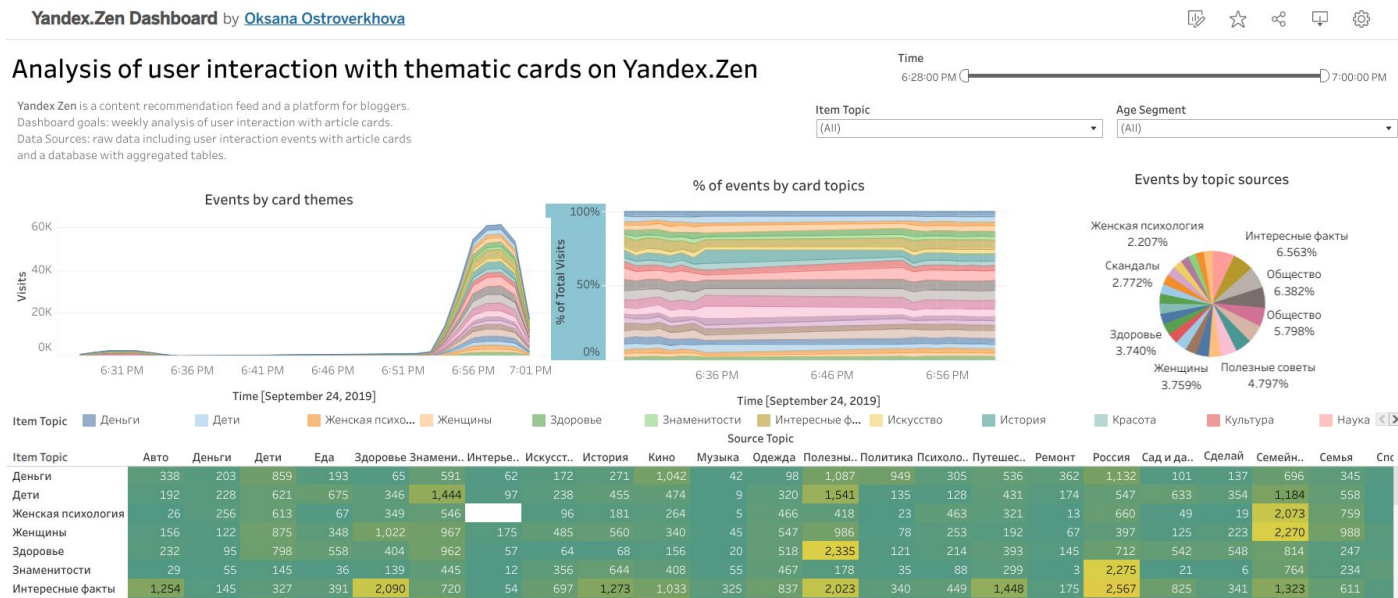 Yandex.Zen Dashboard by Oksana Ostroverkhova
Analysis of user interaction with thematic cards on Yandex.Zen
Time
6:28:00 PM 7:00:00 PM
Yandex Zen is a content recommendation feed and a platform for bloggers.
Dashboard goals: weekly analysis of user interaction with article cards.
Data Sources: raw data including user interaction events with article cards
and a database with aggregated tables.
Item Topic Age Segment
(All) (All)
Events by card themes
60K
40K
20K
0K
Visits
6:31 PM 6:36 PM 6:41 PM 6:46 PM 6:51 PM 6:56 PM 7:01 PM
Time [September 24, 2019]
% of events by card topics
100%
50%
0%
% of Total Visits
6:36 PM 6:46 PM 6:56 PM
Time [September 24, 2019]
Events by topic sources
Женская психология
2.207%
Интересные факты
6.563%
Скандалы
2.772%
Общество
6.382%
Общество
5.798%
Здоровье
3.740%
Женщины
3.759%
Полезные советы
4.797%
Item Topic Деньги Дети Женская психо... Женщины Здоровье Знаменитости Интересные ф... Искусство История Красота Культура Наука
Source Topic
Item Topic Авто Деньги Дети Еда Здоровье Знамени.. Интерье.. Искусст.. История Кино Музыка Одежда Полезны.. Политика Психоло.. Путешес.. Ремонт Россия Сад и да.. Сделай Семейн.. Семья Спо
Деньги 338 203 859 193 65 591 62 172 271 1,042 42 98 1,087 949 305 536 362 1,132 101 137 696 345
Дети 192 228 621 675 346 1,444 97 238 455 474 9 320 1,541 135 128 431 174 547 633 354 1,184 558
Женская психология 26 256 613 67 349 546 96 181 264 5 466 418 23 463 321 13 660 49 19 2,073 759
Женщины 156 122 875 348 1,022 967 175 485 560 340 45 547 986 78 253 192 67 397 125 223 2,270 988
Здоровье 232 95 798 558 404 962 57 64 68 156 20 518 2,335 121 214 393 145 712 542 548 814 247
Знаменитости 29 55 145 36 139 445 12 356 644 408 55 467 178 35 88 299 3 2,275 21 6 764 234
Интересные факты 1,254 145 327 391 2,090 720 54 697 1,273 1,033 325 837 2,023 340 449 1,448 175 2,567 825 341 1,323 611